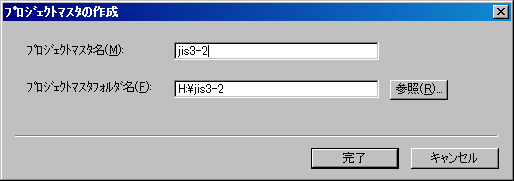 プロジェクトマスタの作成
プロジェクトマスタ名(M):
jis3-2
プロジェクトマスタフォルダ名(F):
H:¥jis3-2
参照(R)...
完了
キャンセル